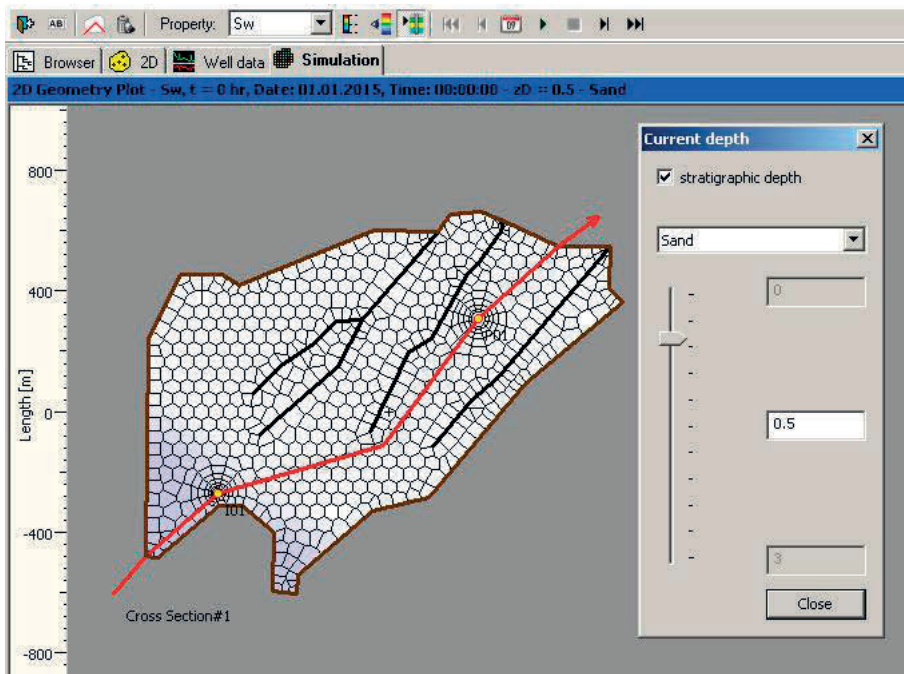 AB Property: Sw 07
Browser 2D Well data Simulation
2D Geometry Plot - Sw, t = 0 hr, Date: 01.01.2015, Time: 00:00:00 - zD = 0.5 - Sand
Current depth
stratigraphic depth
Sand
0
0.5
3
Close
800
400
0
-400
-800
Length [m]
I01
Cross Section#1